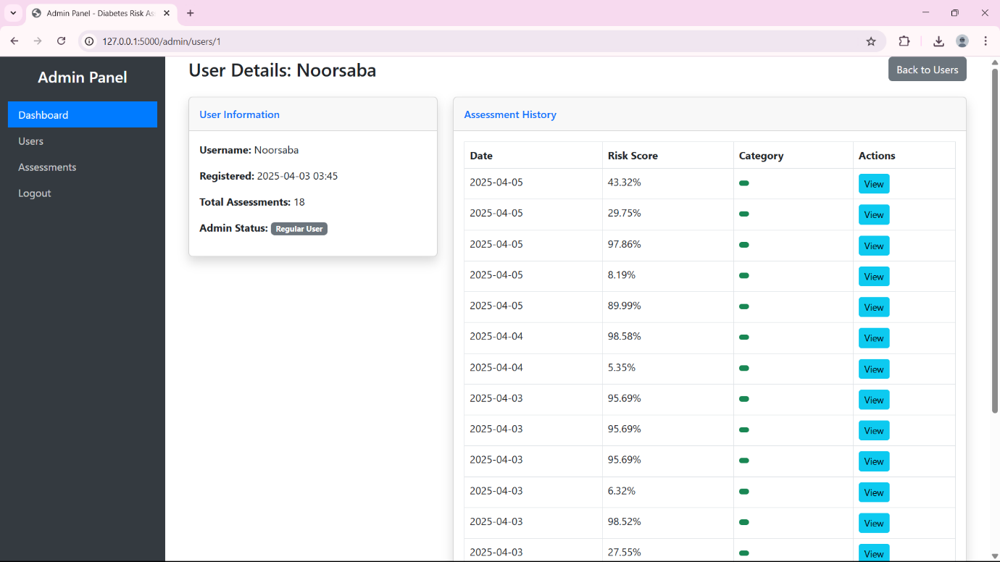 Admin Panel - Diabetes Risk As
127.0.0.1:5000/admin/users/1
Admin Panel
Dashboard
Users
Assessments
Logout
User Details: Noorsaba
Back to Users
User Information
Username: Noorsaba
Registered: 2025-04-03 03:45
Total Assessments: 18
Admin Status: Regular User
Assessment History
Date Risk Score Category Actions
2025-04-05 43.32% View
2025-04-05 29.75% View
2025-04-05 97.86% View
2025-04-05 8.19% View
2025-04-05 89.99% View
2025-04-04 98.58% View
2025-04-04 5.35% View
2025-04-03 95.69% View
2025-04-03 95.69% View
2025-04-03 95.69% View
2025-04-03 6.32% View
2025-04-03 98.52% View
2025-04-03 27.55% View